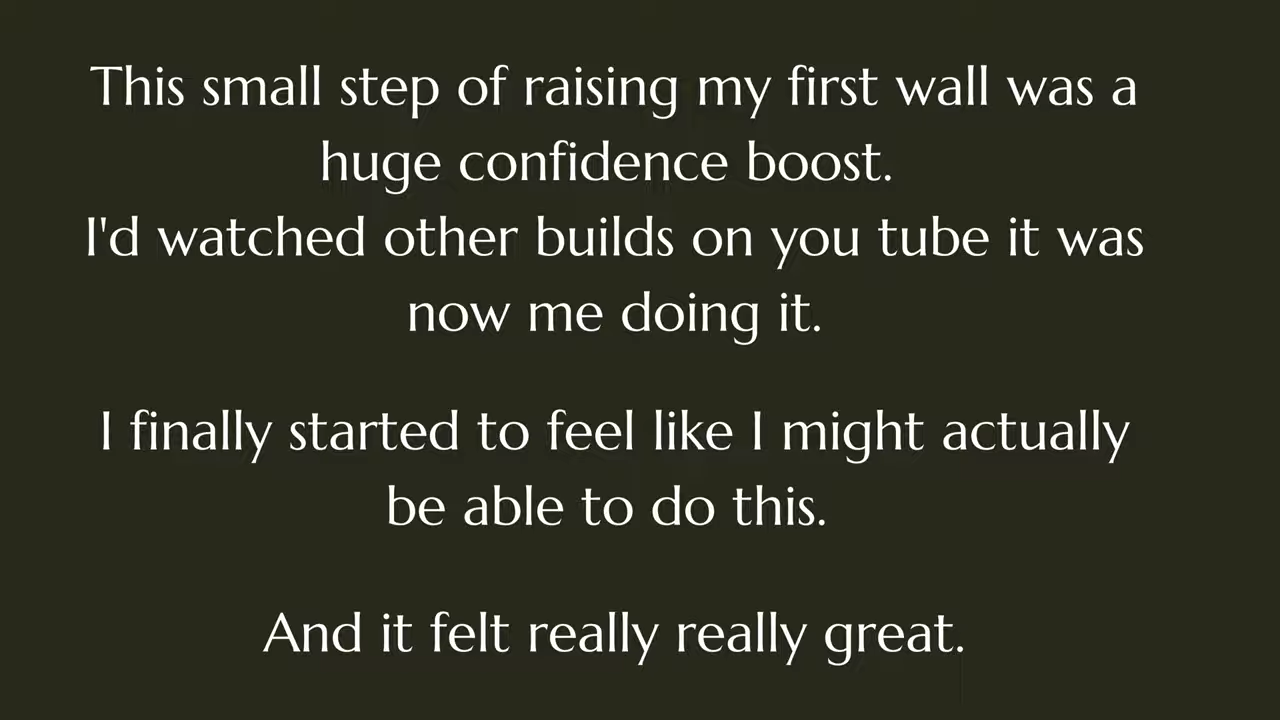 This small step of raising my first wall was a
huge confidence boost.
I'd watched other builds on you tube it was
now me doing it.
I finally started to feel like I might actually
be able to do this.
And it felt really really great.